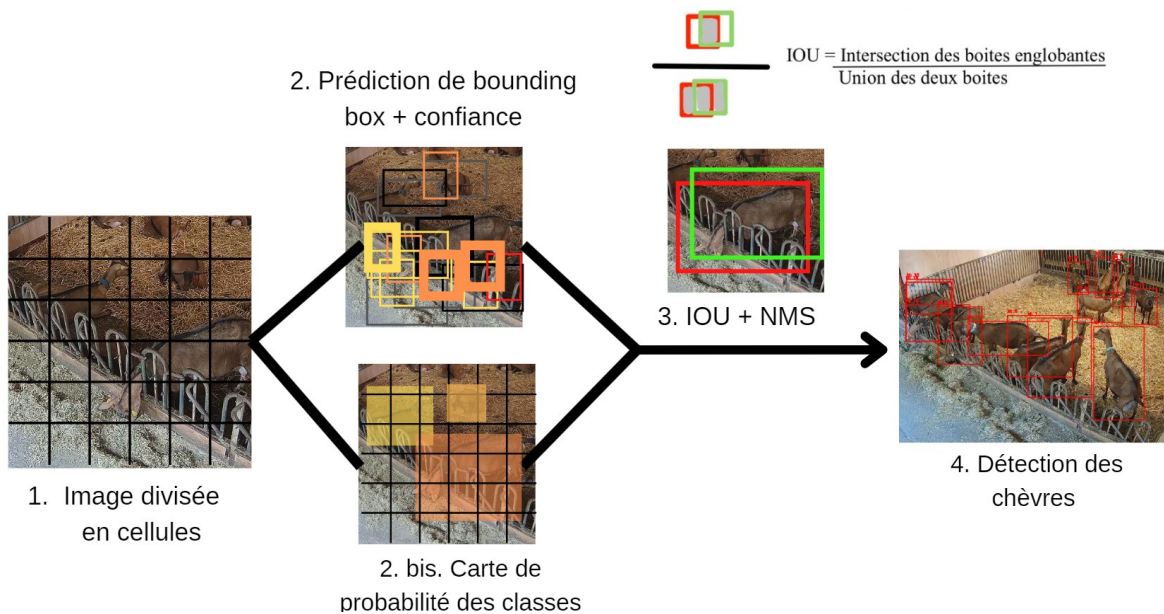 1. Image divisée
en cellules
2. Prédiction de bounding
box + confiance
2. bis. Carte de
probabilité des classes
IOU = Intersection des boites englobantes
Union des deux boites
3. IOU + NMS
4. Détection des
chèvres